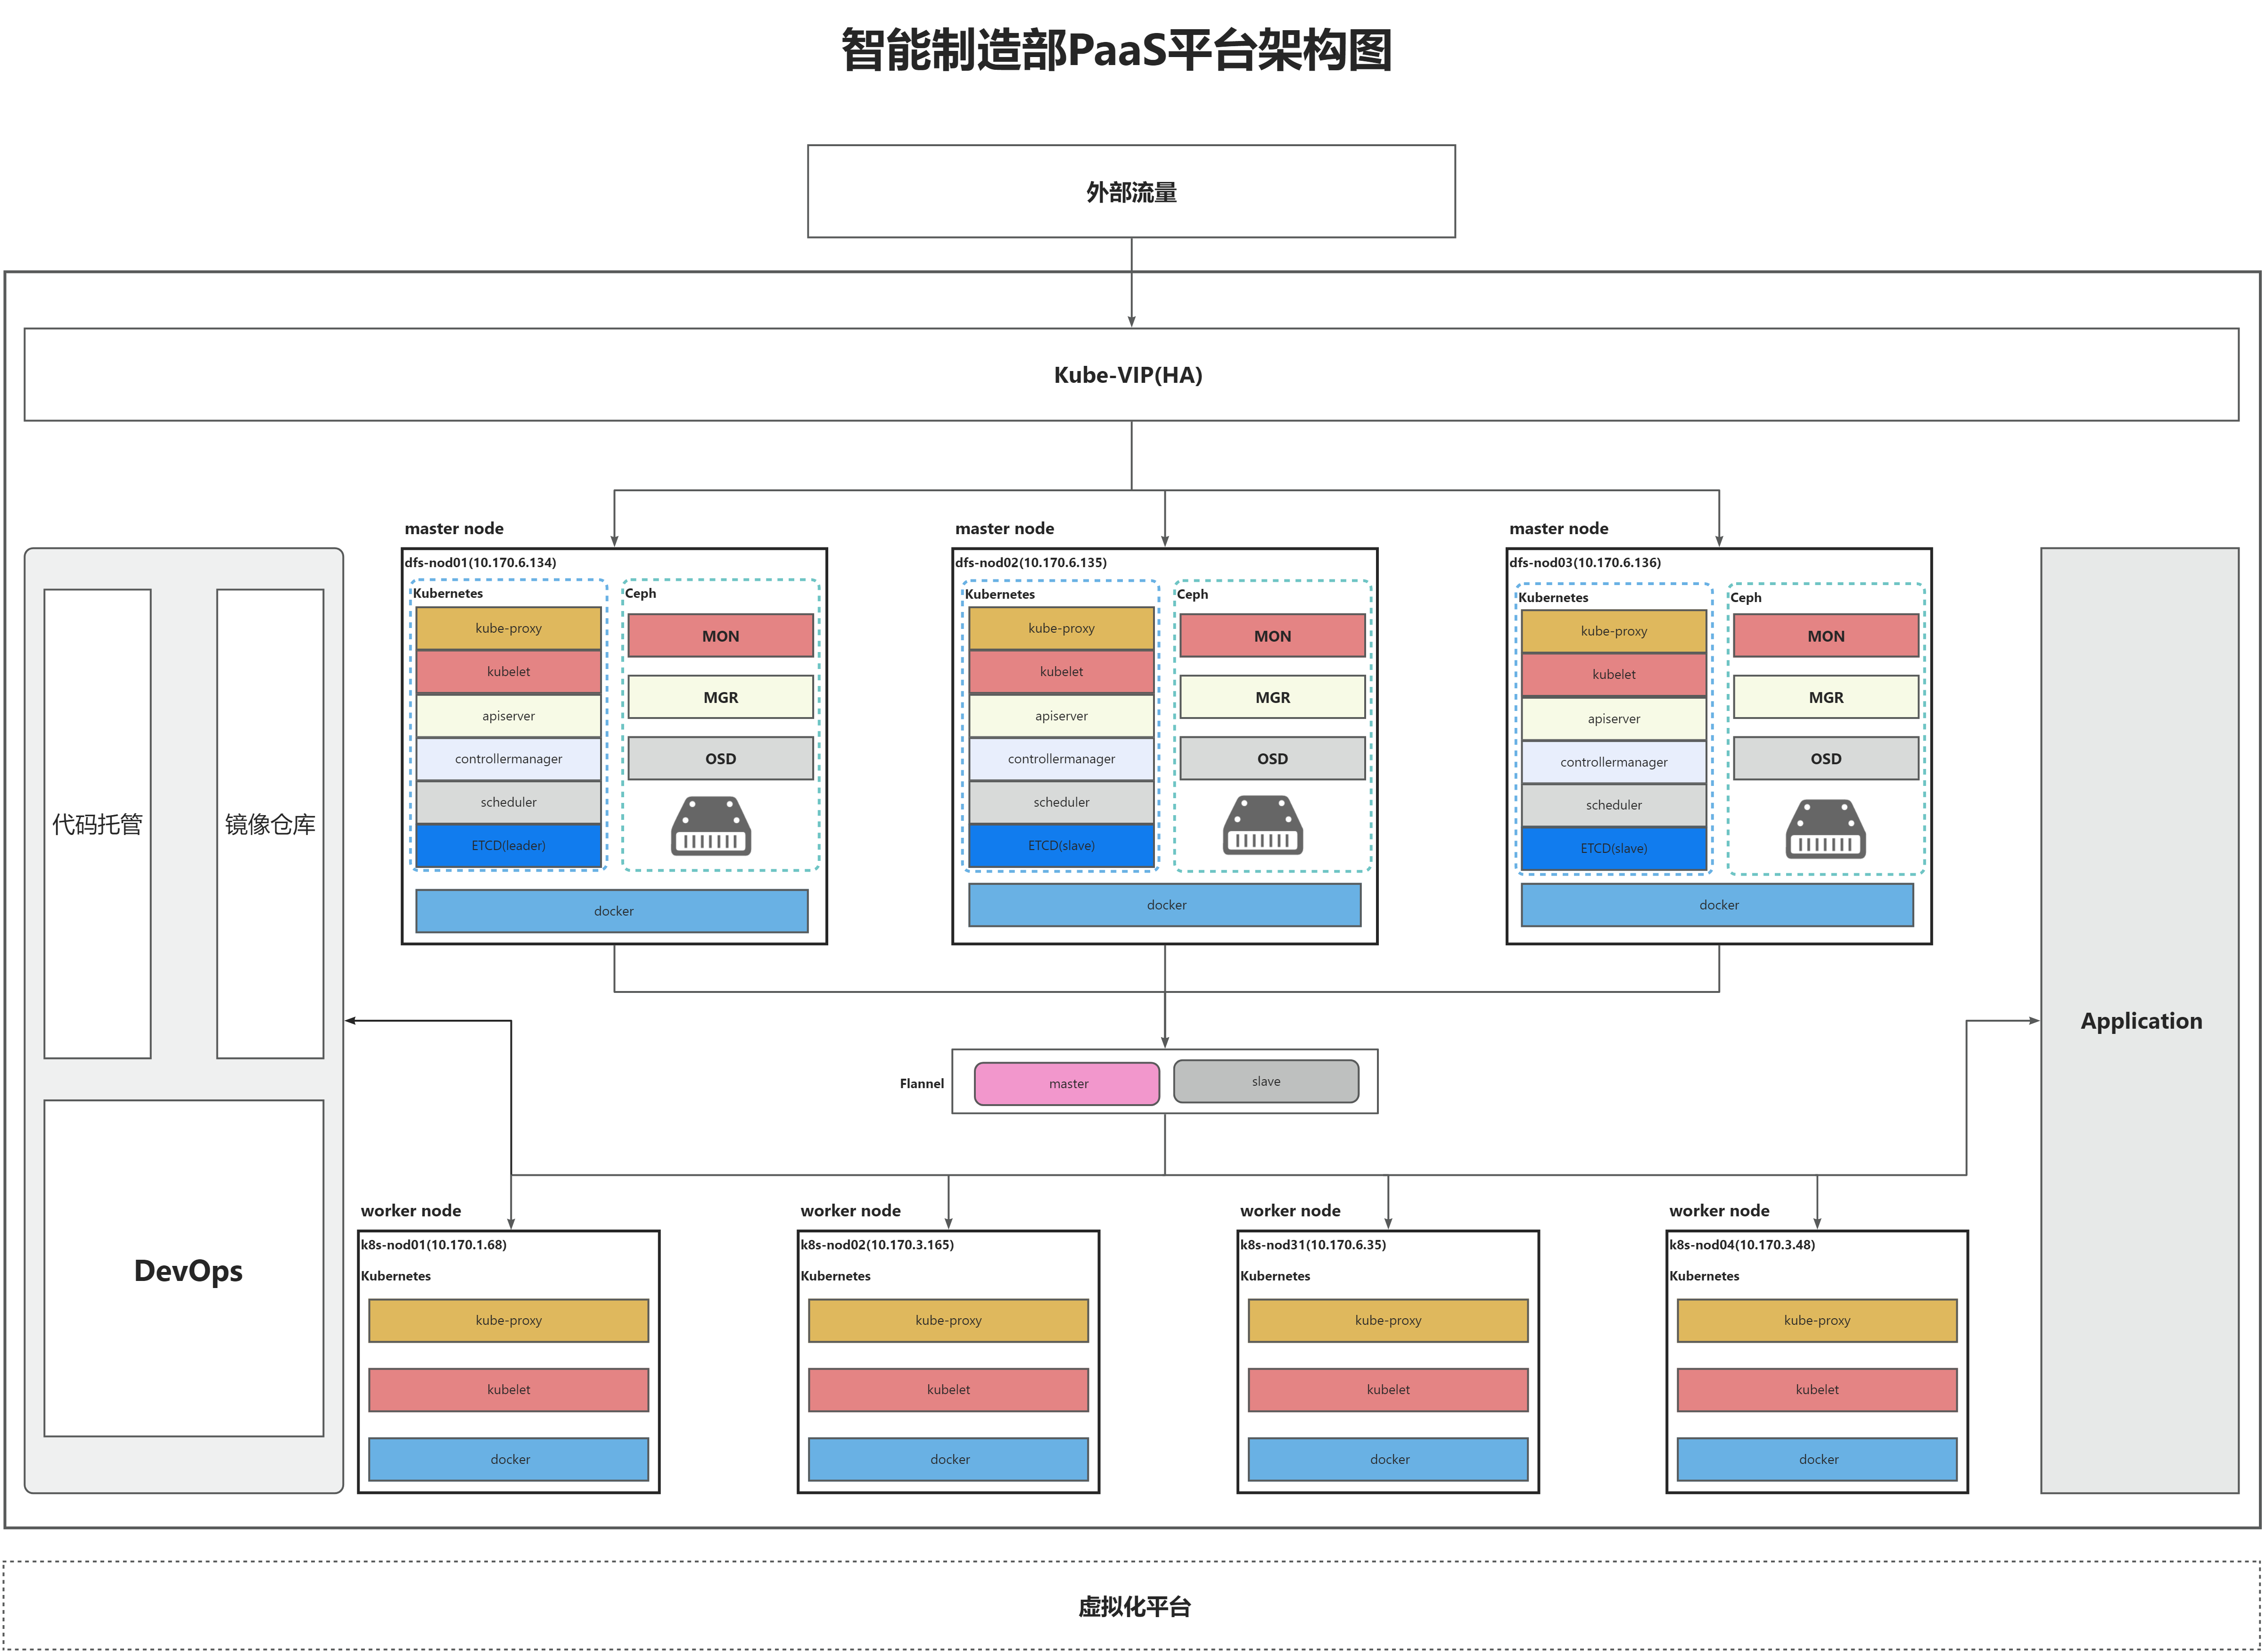 智能制造部PaaS平台架构图
外部流量
Kube-VIP(HA)
master node
dfs-nod01(10.170.6.134)
Kubernetes
kube-proxy
kubelet
apiserver
controllermanager
scheduler
ETCD(leader)
Ceph
MON
MGR
OSD
docker
master node
dfs-nod02(10.170.6.135)
Kubernetes
kube-proxy
kubelet
apiserver
controllermanager
scheduler
ETCD(slave)
Ceph
MON
MGR
OSD
docker
master node
dfs-nod03(10.170.6.136)
Kubernetes
kube-proxy
kubelet
apiserver
controllermanager
scheduler
ETCD(slave)
Ceph
MON
MGR
OSD
docker
代码托管
镜像仓库
DevOps
Application
Flannel
master
slave
worker node
k8s-nod01(10.170.1.68)
Kubernetes
kube-proxy
kubelet
docker
worker node
k8s-nod02(10.170.3.165)
Kubernetes
kube-proxy
kubelet
docker
worker node
k8s-nod31(10.170.6.35)
Kubernetes
kube-proxy
kubelet
docker
worker node
k8s-nod04(10.170.3.48)
Kubernetes
kube-proxy
kubelet
docker
虚拟化平台